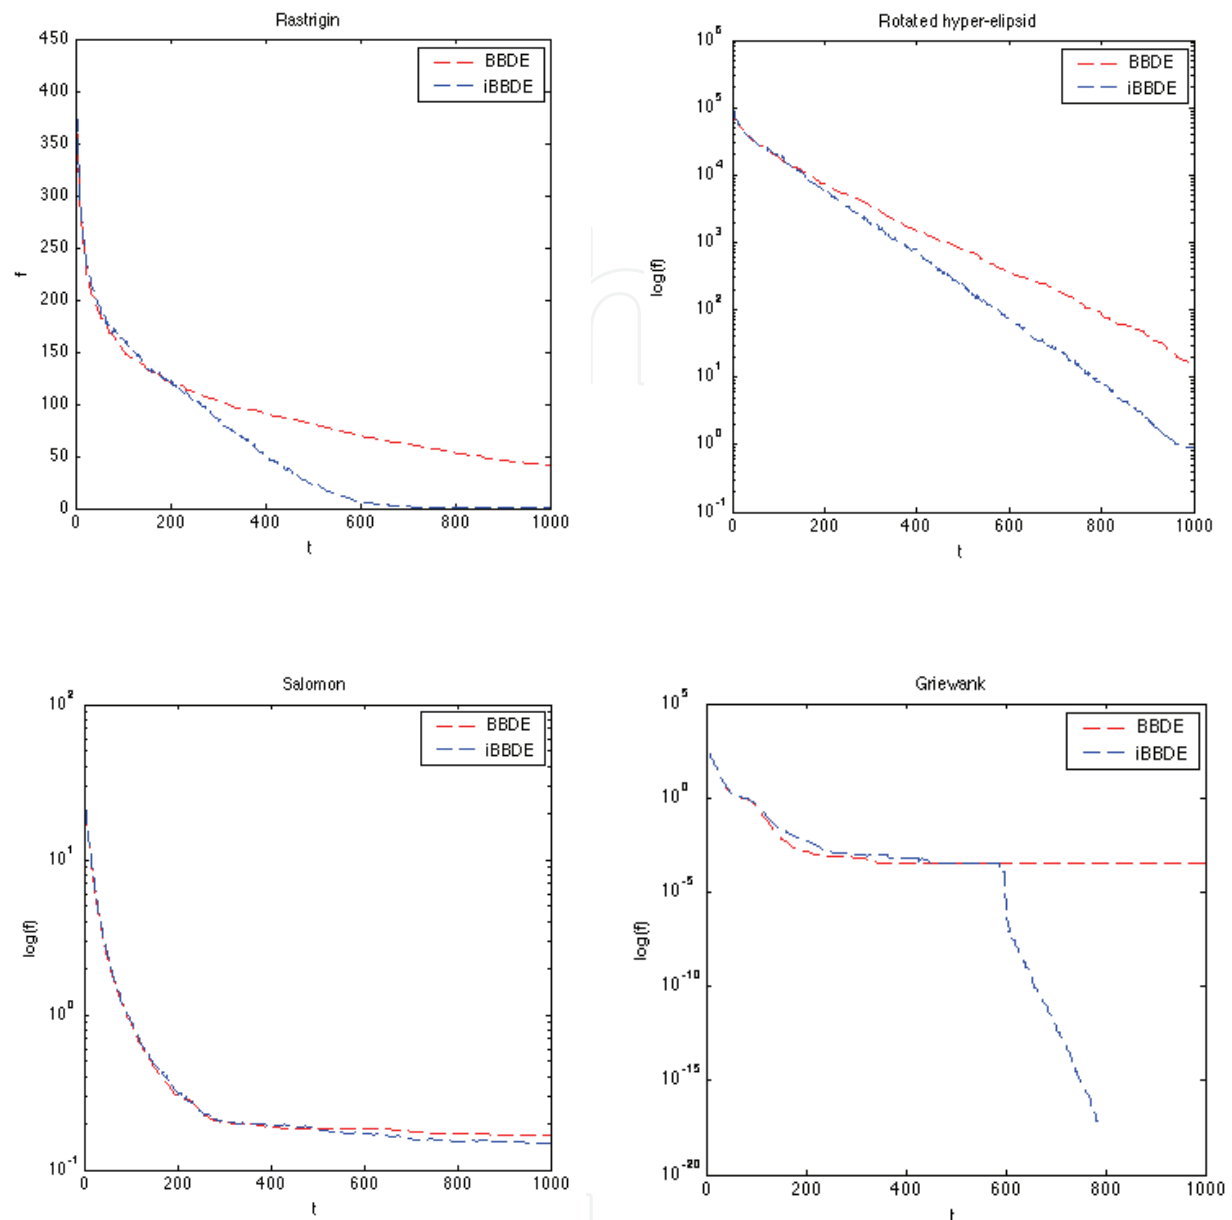 Rastrigin
BBDE
iBBDE
450
400
350
300
250
200
150
100
50
0
f
0 200 400 600 800 1000
t
Rotated hyper-elipsid
BBDE
iBBDE
10^6
10^5
10^4
10^3
10^2
10^1
10^0
10^-1
log(f)
0 200 400 600 800 1000
t
h
Salomon
BBDE
iBBDE
10^2
10^1
10^0
10^-1
log(f)
0 200 400 600 800 1000
t
Griewank
BBDE
iBBDE
10^5
10^0
10^-5
10^-10
10^-15
10^-20
log(f)
0 200 400 600 800 1000
t